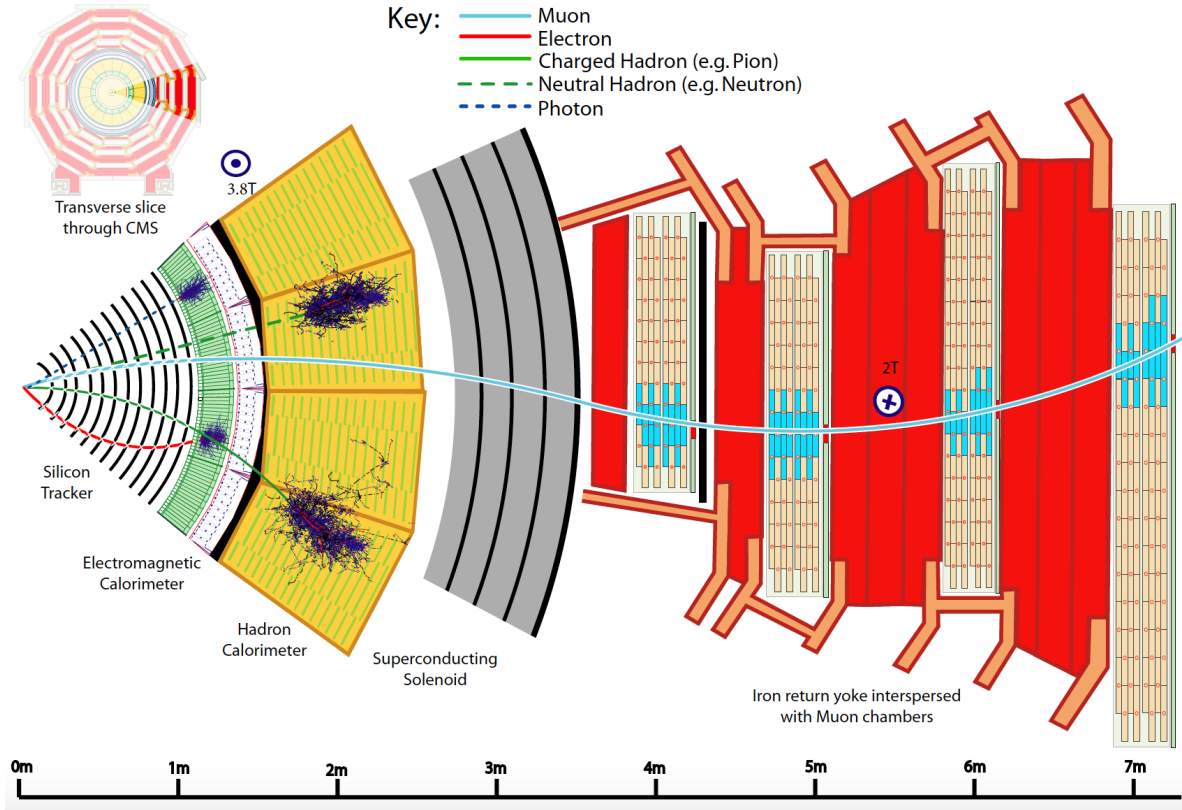 Key:
Muon
Electron
Charged Hadron (e.g. Pion)
Neutral Hadron (e.g. Neutron)
Photon
Transverse slice
through CMS
3.8T
2T
Silicon
Tracker
Electromagnetic
Calorimeter
Hadron
Calorimeter
Superconducting
Solenoid
Iron return yoke interspersed
with Muon chambers
0m
1m
2m
3m
4m
5m
6m
7m